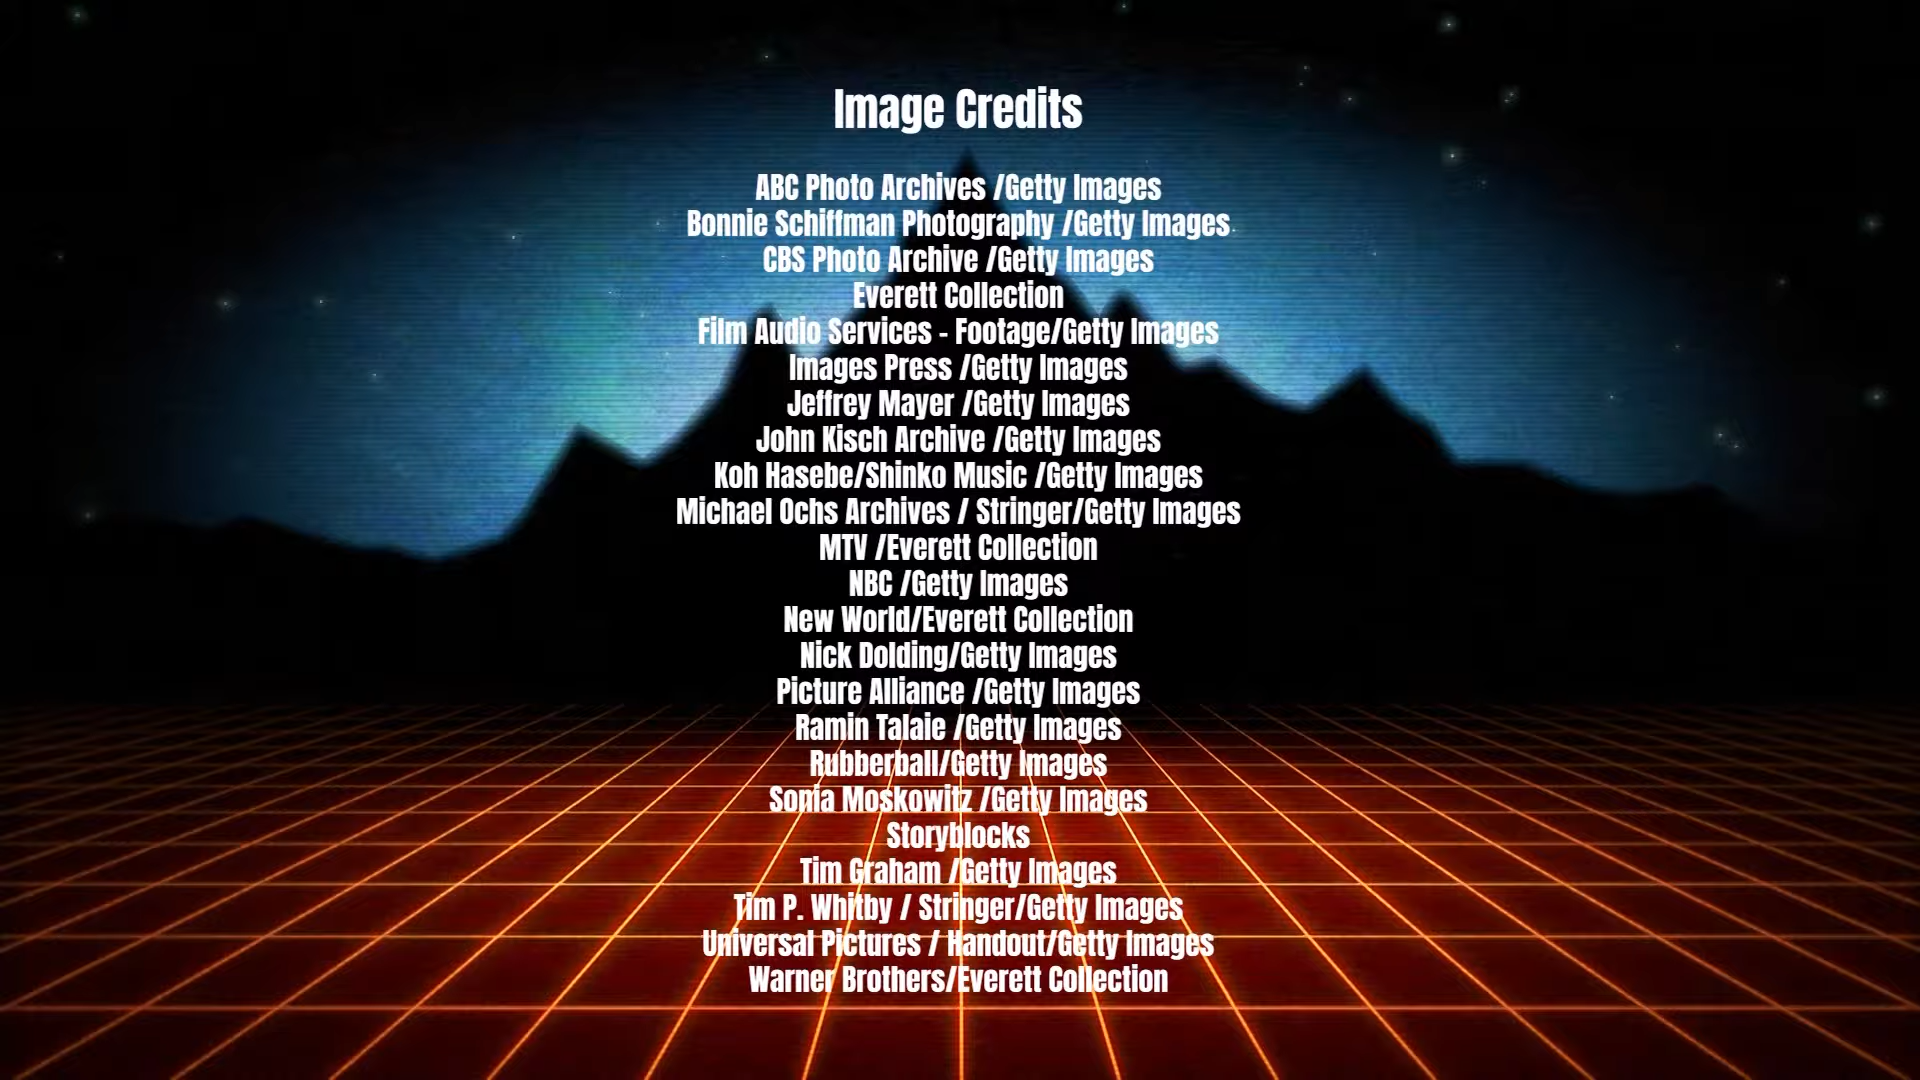 Image Credits
ABC Photo Archives /Getty Images
Bonnie Schiffman Photography /Getty Images
CBS Photo Archive /Getty Images
Everett Collection
Film Audio Services - Footage/Getty Images
Images Press /Getty Images
Jeffrey Mayer /Getty Images
John Kisch Archive /Getty Images
Koh Hasebe/Shinko Music /Getty Images
Michael Ochs Archives / Stringer/Getty Images
MTV /Everett Collection
NBC /Getty Images
New World/Everett Collection
Nick Dolding/Getty Images
Picture Alliance /Getty Images
Ramin Talaie /Getty Images
Rubberball/Getty Images
Sonia Moskowitz /Getty Images
Storyblocks
Tim Graham /Getty Images
Tim P. Whitby / Stringer/Getty Images
Universal Pictures / Handout/Getty Images
Warner Brothers/Everett Collection